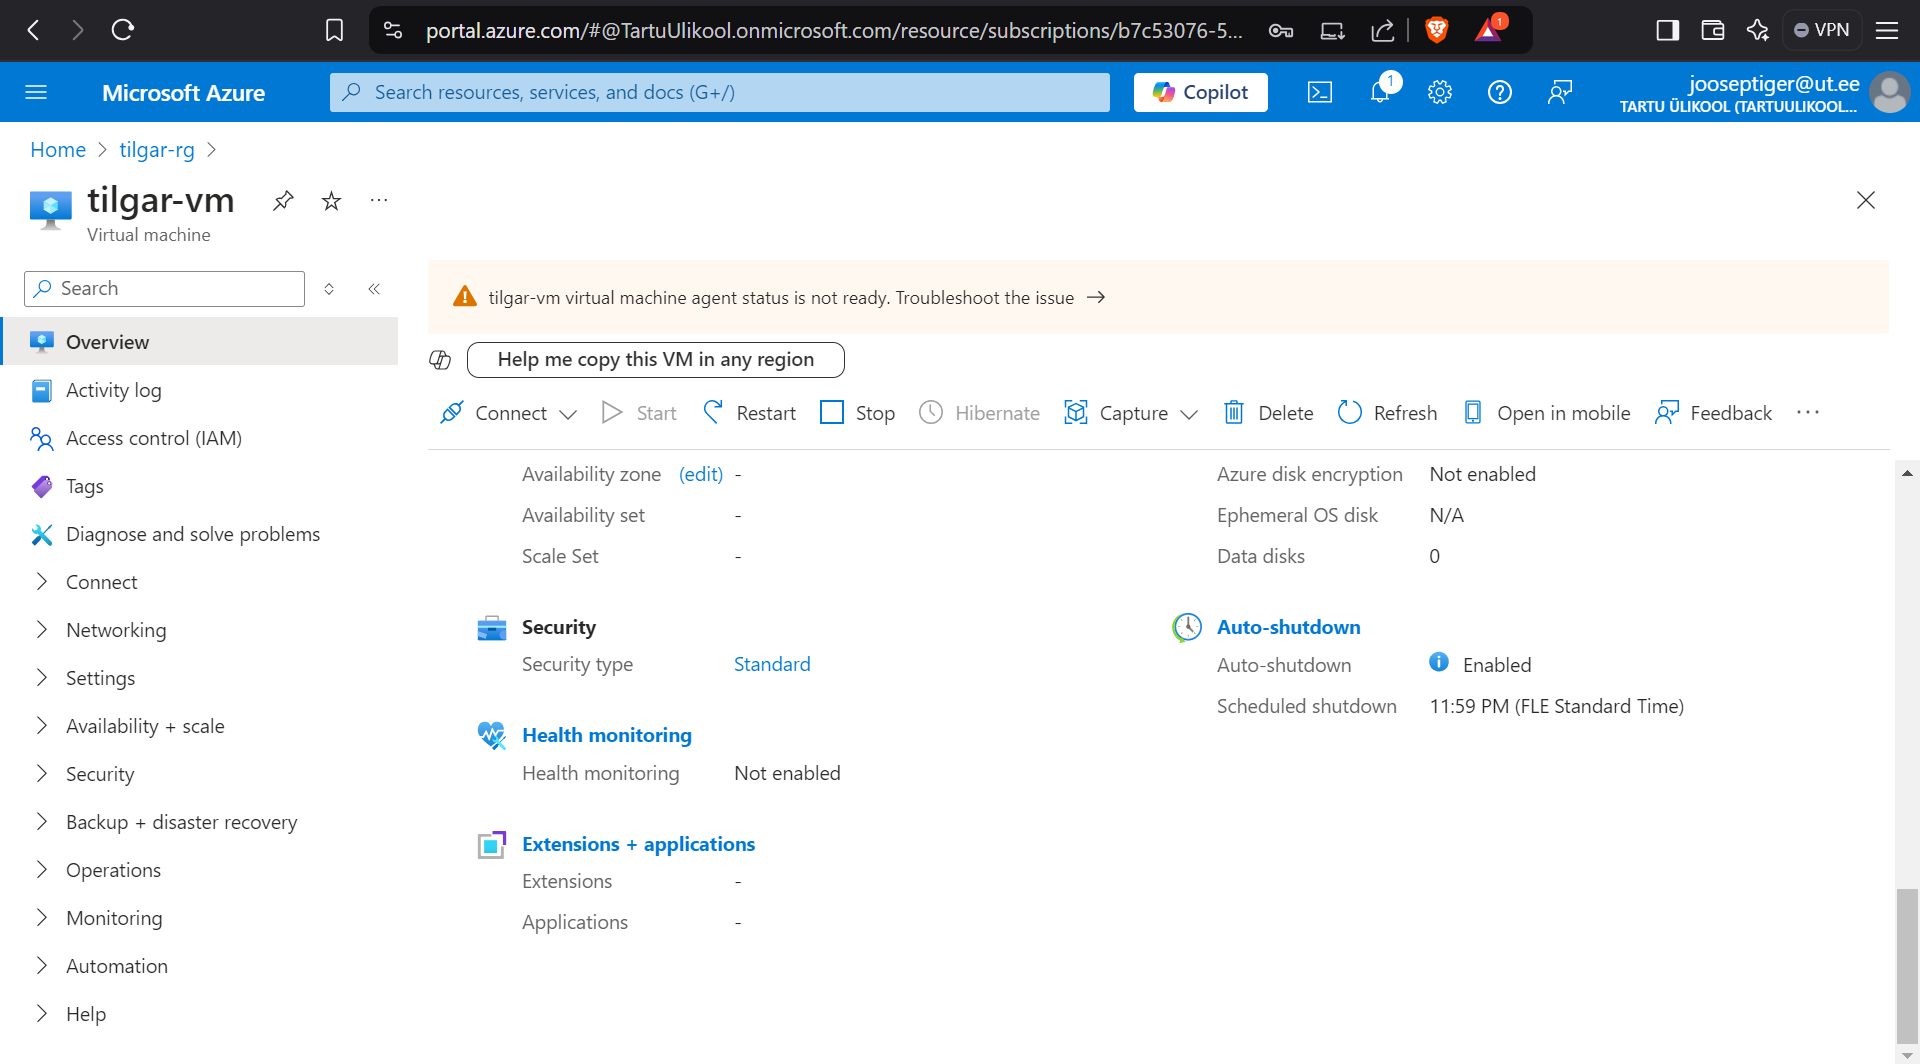 portal.azure.com/#@TartuUlikool.onmicrosoft.com/resource/subscriptions/b7c53076-5...
1
VPN
Microsoft Azure
Search resources, services, and docs (G+/)
Copilot
1
jooseptiger@ut.ee
TARTU ÜLIKOOL (TARTUULIKOOL...
Home
tilgar-rg
tilgar-vm
Virtual machine
Search
Overview
Activity log
Access control (IAM)
Tags
Diagnose and solve problems
Connect
Networking
Settings
Availability + scale
Security
Backup + disaster recovery
Operations
Monitoring
Automation
Help
tilgar-vm virtual machine agent status is not ready. Troubleshoot the issue →
Help me copy this VM in any region
Connect
Start
Restart
Stop
Hibernate
Capture
Delete
Refresh
Open in mobile
Feedback
Availability zone (edit) -
Availability set -
Scale Set -
Security
Security type Standard
Health monitoring
Health monitoring Not enabled
Extensions + applications
Extensions -
Applications -
Azure disk encryption Not enabled
Ephemeral OS disk N/A
Data disks 0
Auto-shutdown
Auto-shutdown Enabled
Scheduled shutdown 11:59 PM (FLE Standard Time)